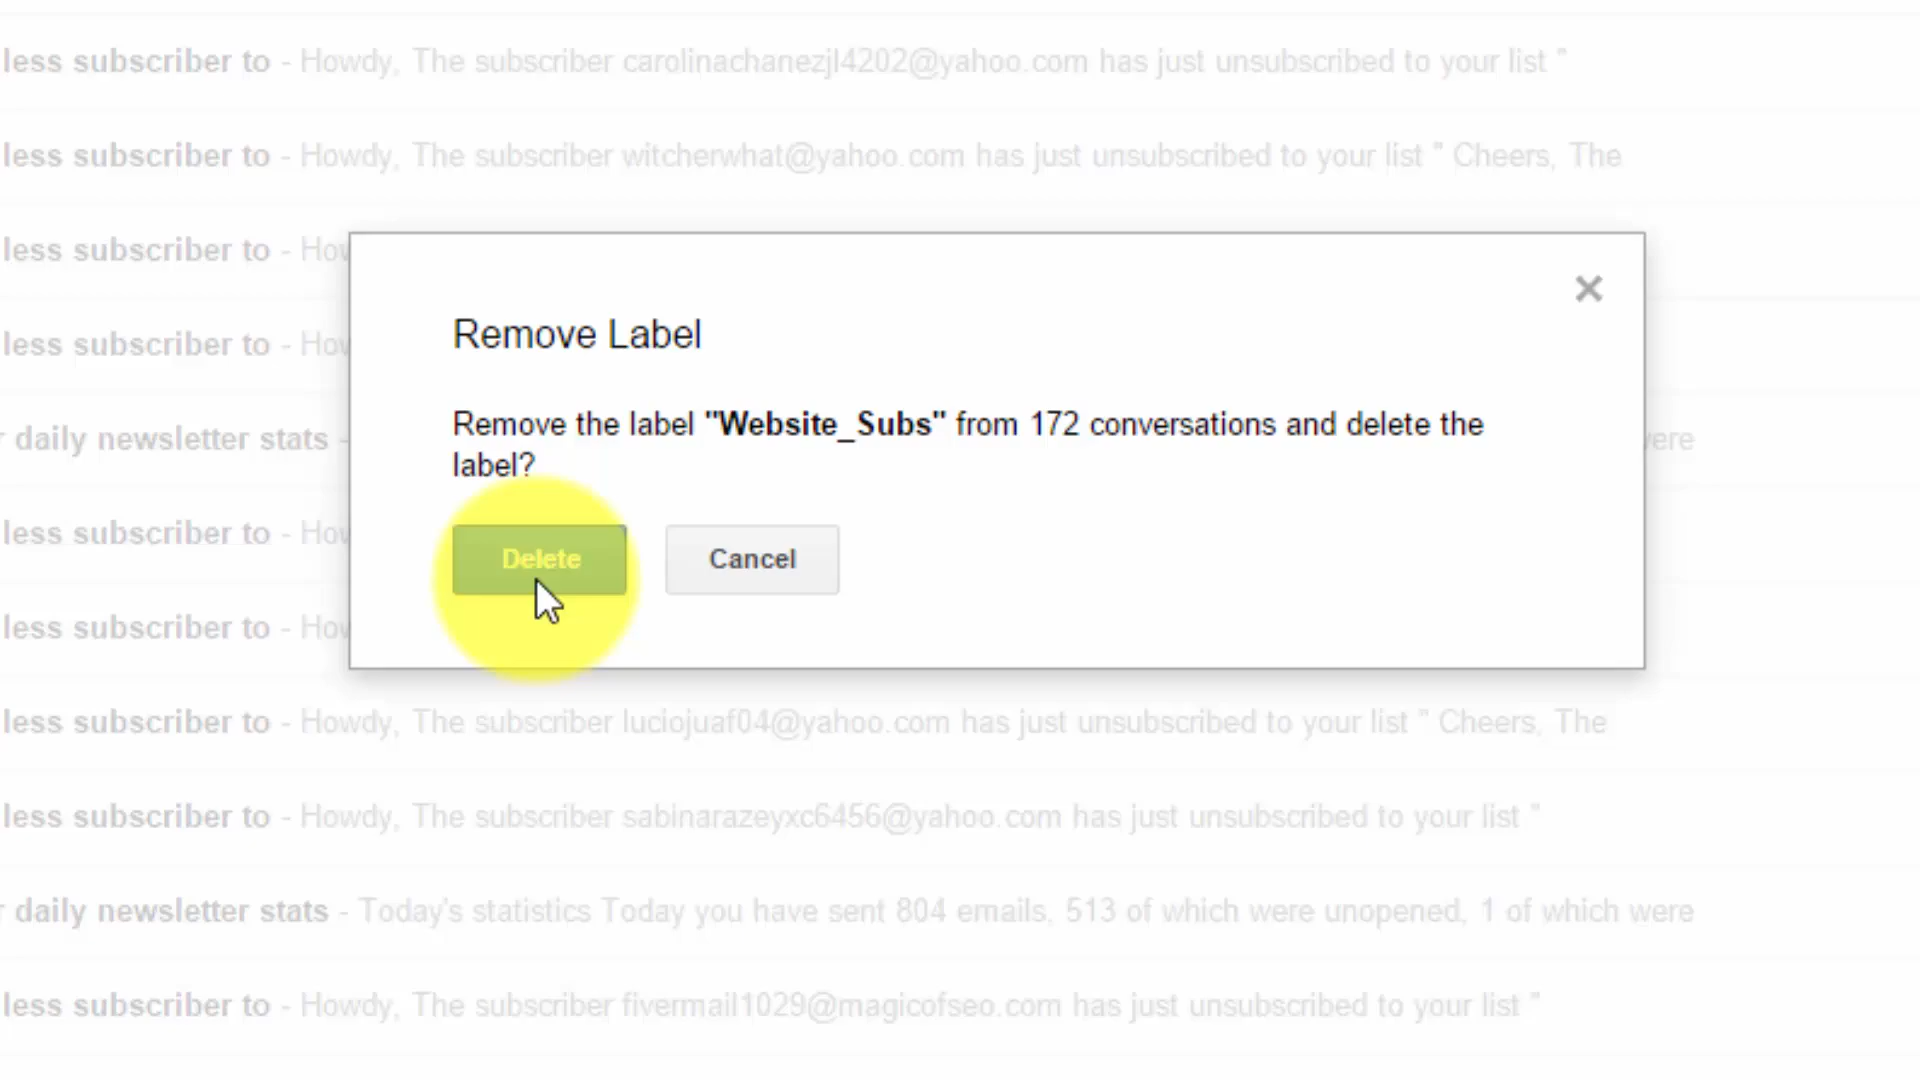 less subscriber to - Howdy, The subscriber carolinachanezjl4202@yahoo.com has just unsubscribed to your list "
less subscriber to - Howdy, The subscriber witcherwhat@yahoo.com has just unsubscribed to your list " Cheers, The
less subscriber to - How
Remove Label
less subscriber to - How
Remove the label "Website_Subs" from 172 conversations and delete the
label?
r daily newsletter stats - were
less subscriber to - How
Delete Cancel
less subscriber to - How
less subscriber to - Howdy, The subscriber luciojuaf04@yahoo.com has just unsubscribed to your list " Cheers, The
less subscriber to - Howdy, The subscriber sabinarazeyxc6456@yahoo.com has just unsubscribed to your list "
r daily newsletter stats - Today's statistics Today you have sent 804 emails, 513 of which were unopened, 1 of which were
less subscriber to - Howdy, The subscriber fivermail1029@magicofseo.com has just unsubscribed to your list "